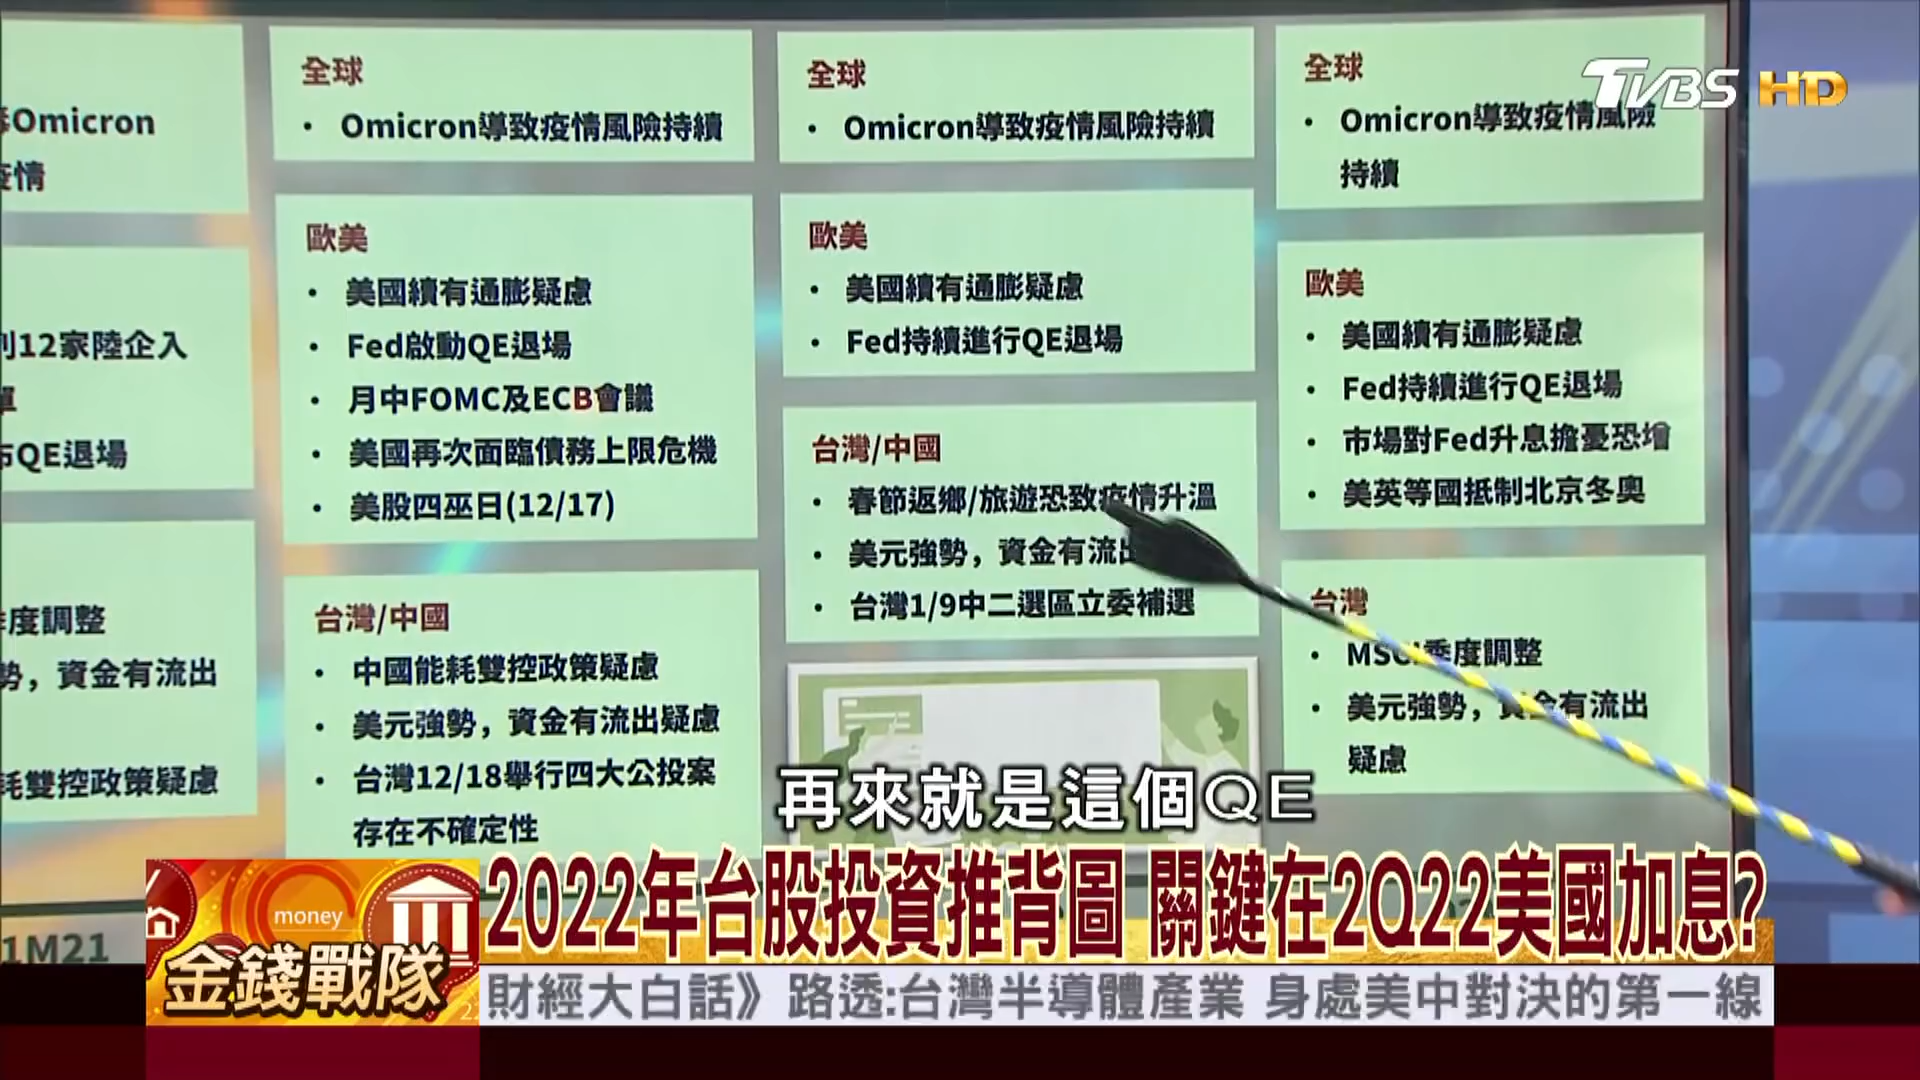 TVBS HD
Omicron
疫情
12家陸企入
單
QE退場
度調整
勢，資金有流出
耗雙控政策疑慮
1M21
全球
• Omicron導致疫情風險持續
歐美
• 美國續有通膨疑慮
• Fed啟動QE退場
• 月中FOMC及ECB會議
• 美國再次面臨債務上限危機
• 美股四巫日(12/17)
台灣/中國
• 中國能耗雙控政策疑慮
• 美元強勢，資金有流出疑慮
• 台灣12/18舉行四大公投案
存在不確定性
全球
• Omicron導致疫情風險持續
歐美
• 美國續有通膨疑慮
• Fed持續進行QE退場
台灣/中國
• 春節返鄉/旅遊恐致疫情升溫
• 美元強勢，資金有流出
• 台灣1/9中二選區立委補選
全球
• Omicron導致疫情風險
持續
歐美
• 美國續有通膨疑慮
• Fed持續進行QE退場
• 市場對Fed升息擔憂恐增
• 美英等國抵制北京冬奧
台灣
• MSCI季度調整
• 美元強勢，資金有流出
疑慮
再來就是這個QE
money
金錢戰隊
2022年台股投資推背圖 關鍵在2Q22美國加息?
財經大白話》路透:台灣半導體產業 身處美中對決的第一線